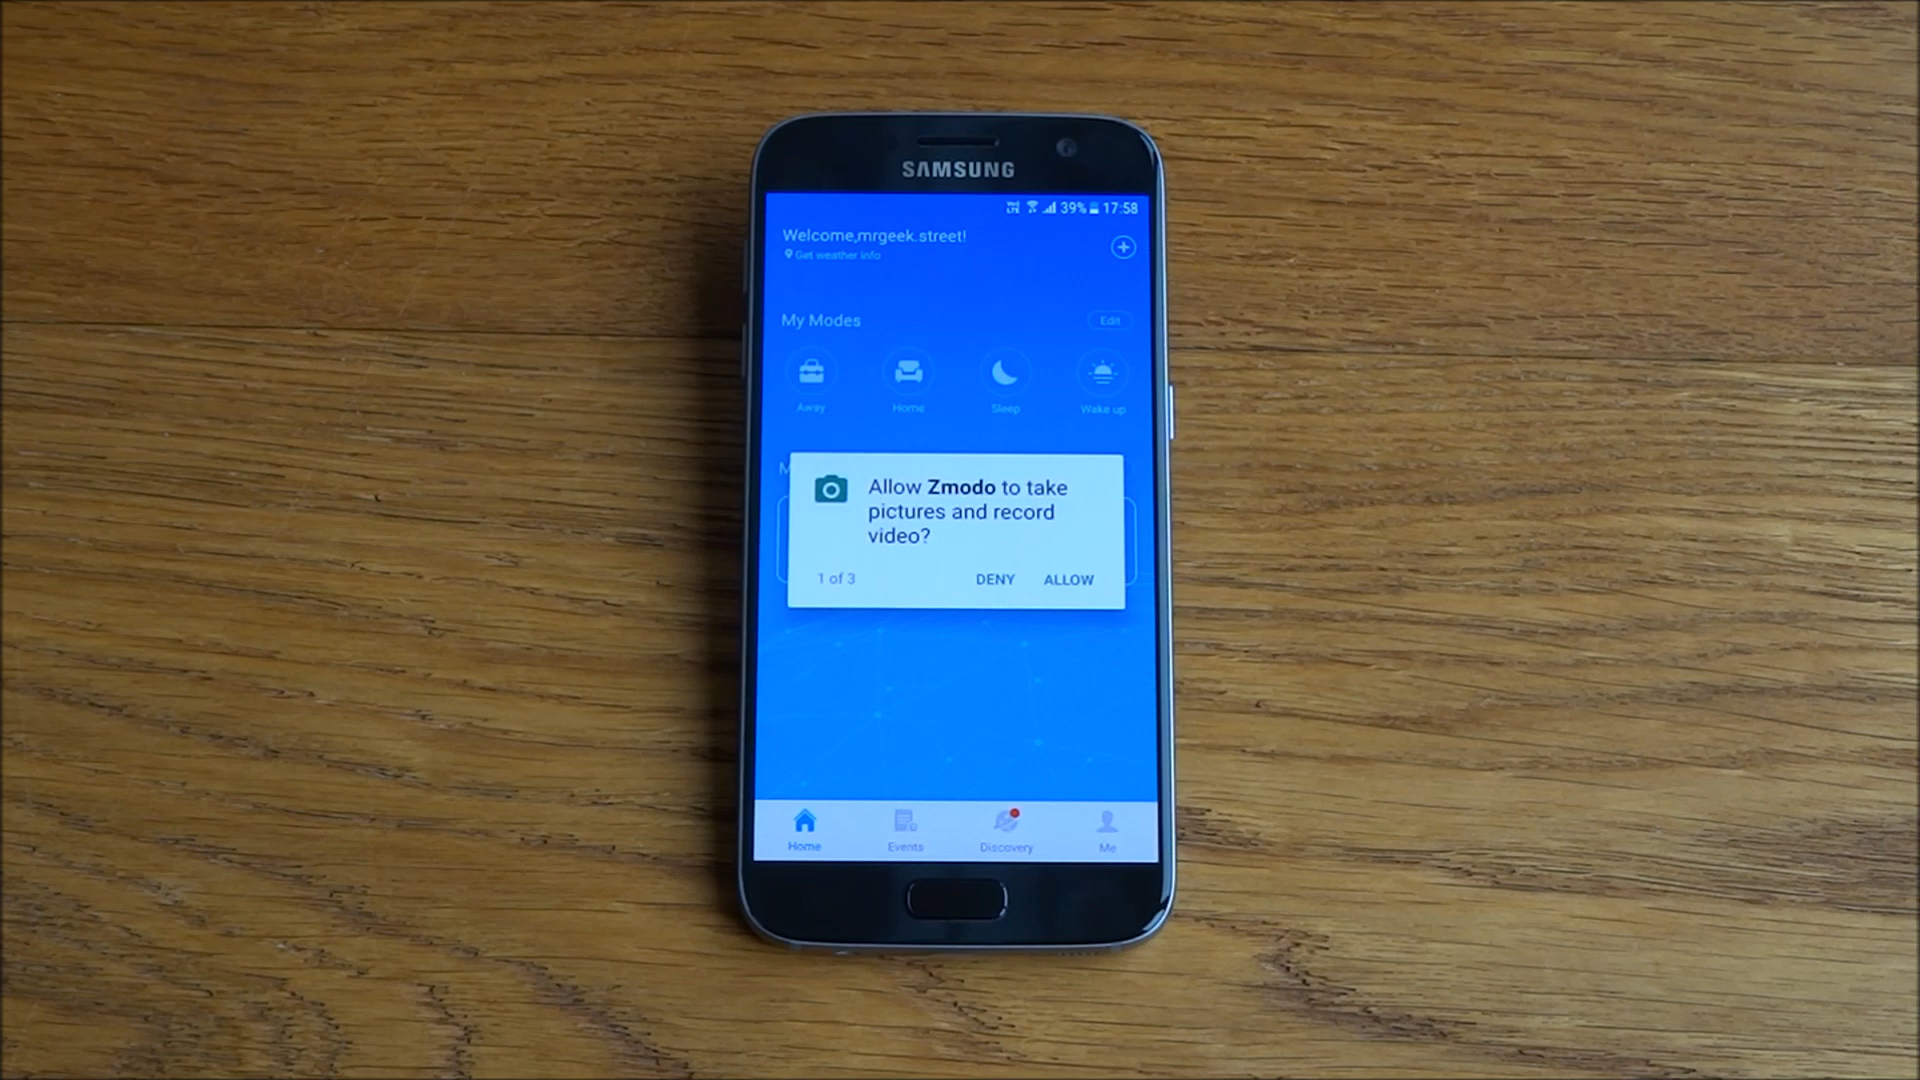 SAMSUNG
VoLTE 39% 17:58
Welcome,mrgeek.street!
Get weather info
My Modes
Edit
Away
Home
Sleep
Wake up
M
Allow Zmodo to take
pictures and record
video?
1 of 3
DENY
ALLOW
Home
Events
Discovery
Me